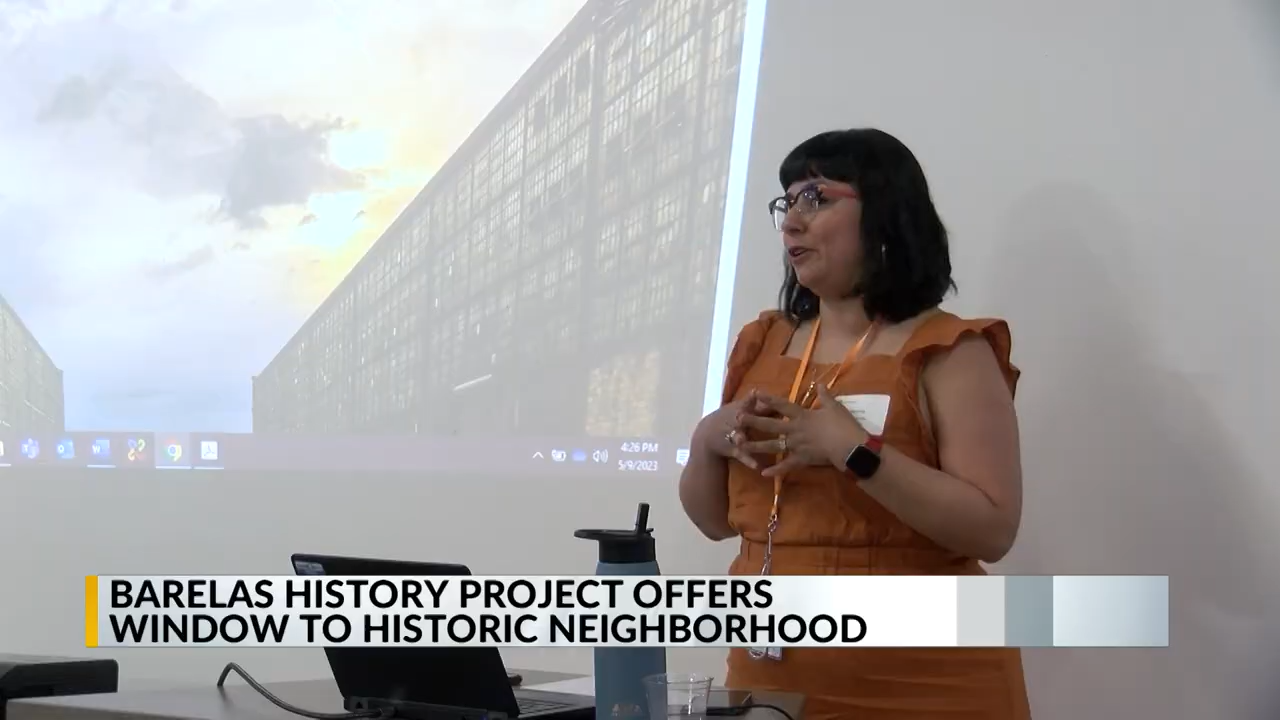 4:26 PM
5/9/2023
BARELAS HISTORY PROJECT OFFERS
WINDOW TO HISTORIC NEIGHBORHOOD